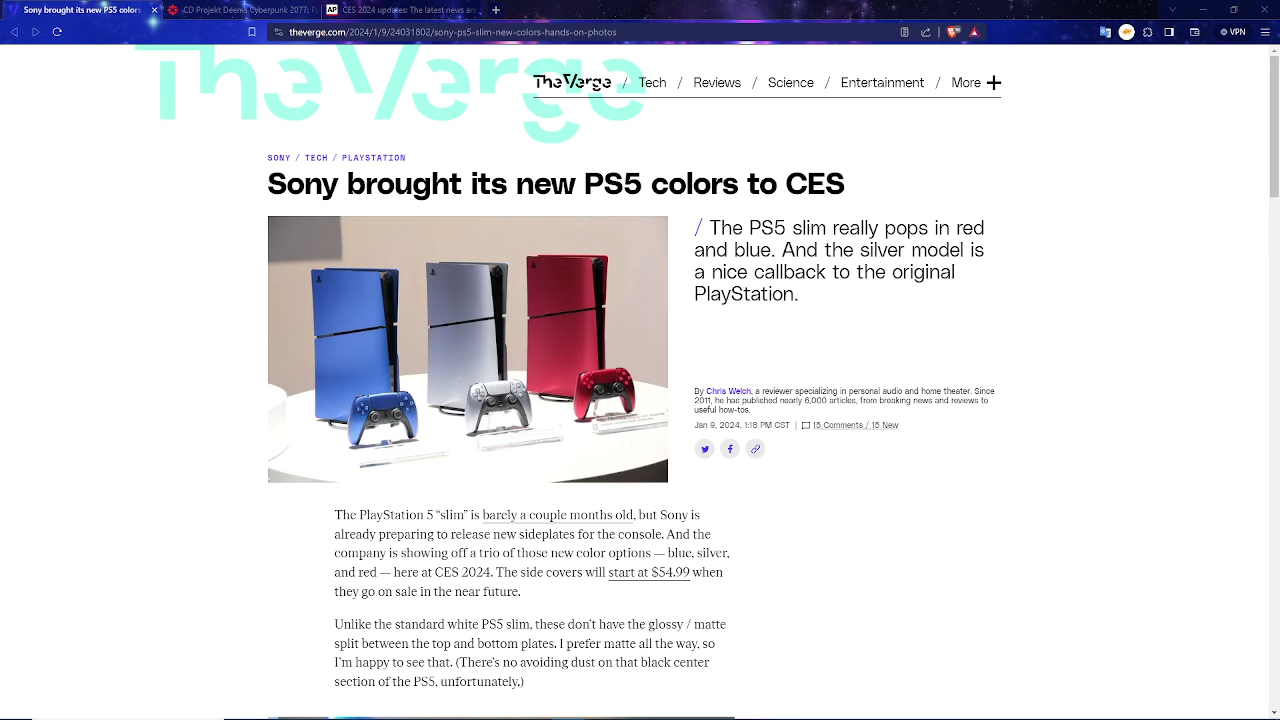 Sony brought its new PS5 colors
CD Projekt Deems Cyberpunk 2077:
CES 2024 updates: The latest news
theverge.com/2024/1/9/24031802/sony-ps5-slim-new-colors-hands-on-photos
VPN
The Verge
TheVerge / Tech / Reviews / Science / Entertainment / More
SONY / TECH / PLAYSTATION
Sony brought its new PS5 colors to CES
/ The PS5 slim really pops in red
and blue. And the silver model is
a nice callback to the original
PlayStation.
By Chris Welch, a reviewer specializing in personal audio and home theater. Since
2011, he has published nearly 6,000 articles, from breaking news and reviews to
useful how-tos.
Jan 9, 2024, 1:18 PM CST | 15 Comments / 15 New
The PlayStation 5 “slim” is barely a couple months old, but Sony is
already preparing to release new sideplates for the console. And the
company is showing off a trio of those new color options — blue, silver,
and red — here at CES 2024. The side covers will start at $54.99 when
they go on sale in the near future.
Unlike the standard white PS5 slim, these don’t have the glossy / matte
split between the top and bottom plates. I prefer matte all the way, so
I’m happy to see that. (There’s no avoiding dust on that black center
section of the PS5, unfortunately.)